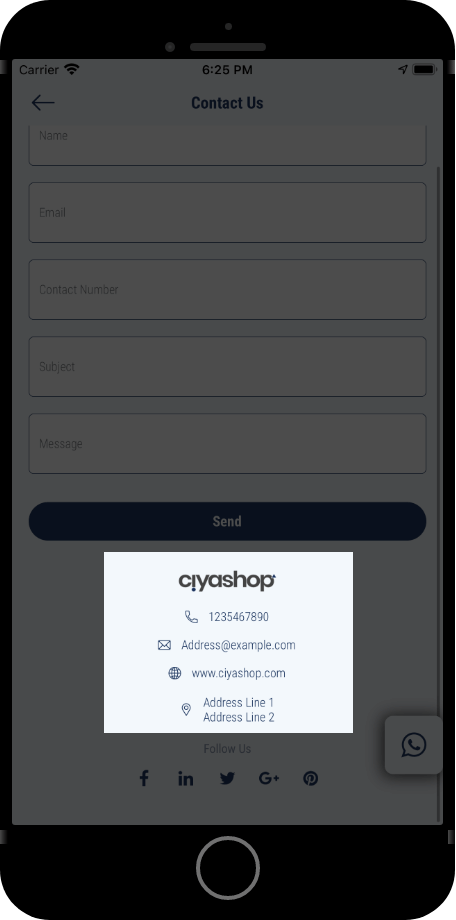 Carrier 6:25 PM
Contact Us
Name
Email
Contact Number
Subject
Message
Send
ciyashop
1235467890
Address@example.com
www.ciyashop.com
Address Line 1
Address Line 2
Follow Us